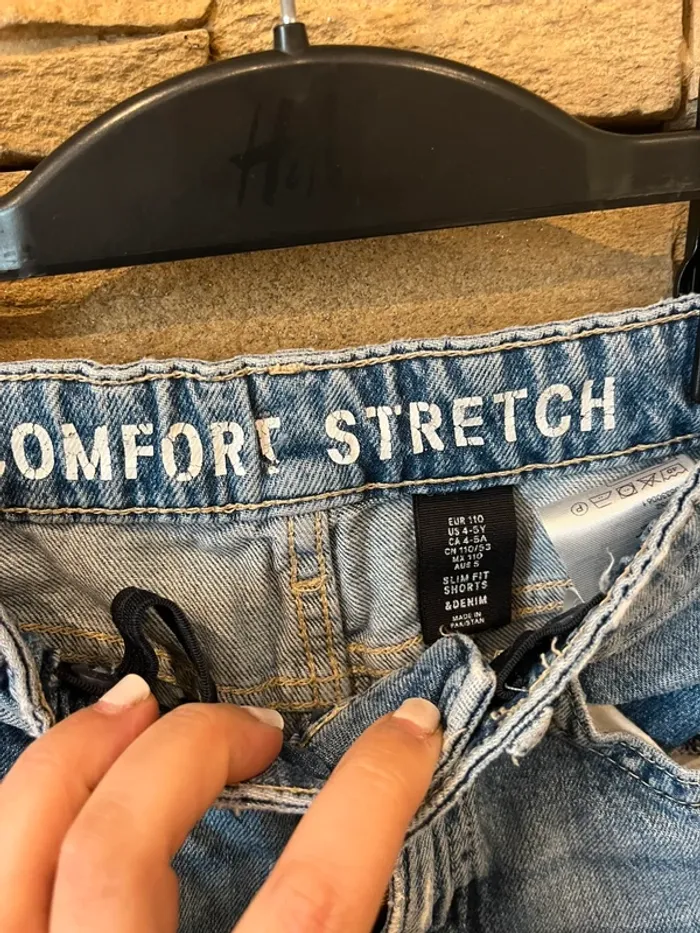 COMFORT STRETCH
EUR 110
US 4-5Y
CA 4-5A
CN 110/53
MX 110
AUS 5
SLIM FIT
SHORTS
&DENIM
MADE IN
PAKISTAN
P